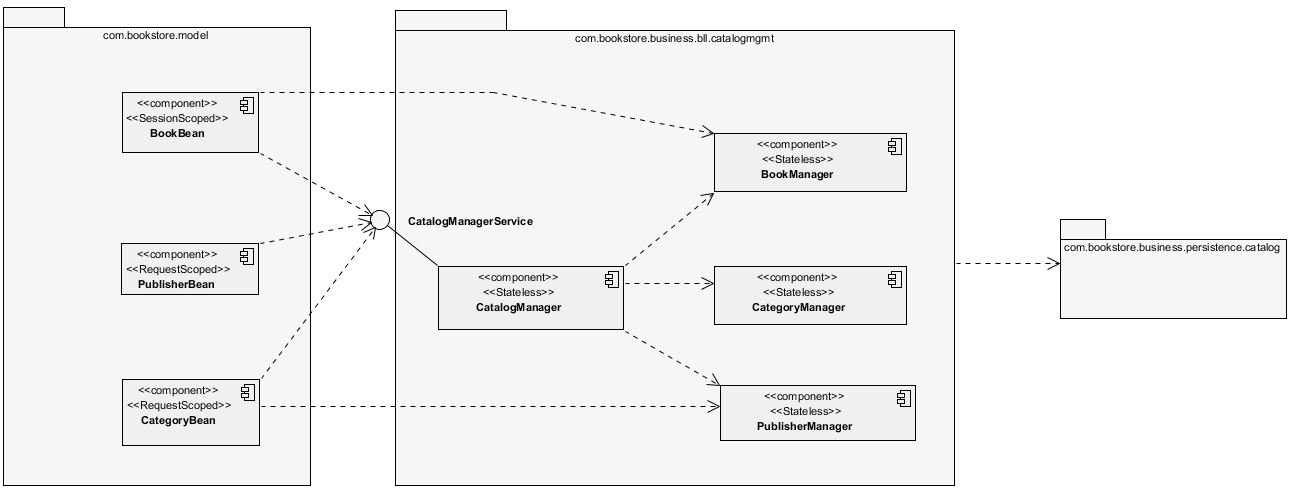 com.bookstore.model
<<component>>
<<SessionScoped>>
BookBean
<<component>>
<<RequestScoped>>
PublisherBean
<<component>>
<<RequestScoped>>
CategoryBean
com.bookstore.business.bll.catalogmgmt
CatalogManagerService
<<component>>
<<Stateless>>
CatalogManager
<<component>>
<<Stateless>>
BookManager
<<component>>
<<Stateless>>
CategoryManager
<<component>>
<<Stateless>>
PublisherManager
com.bookstore.business.persistence.catalog